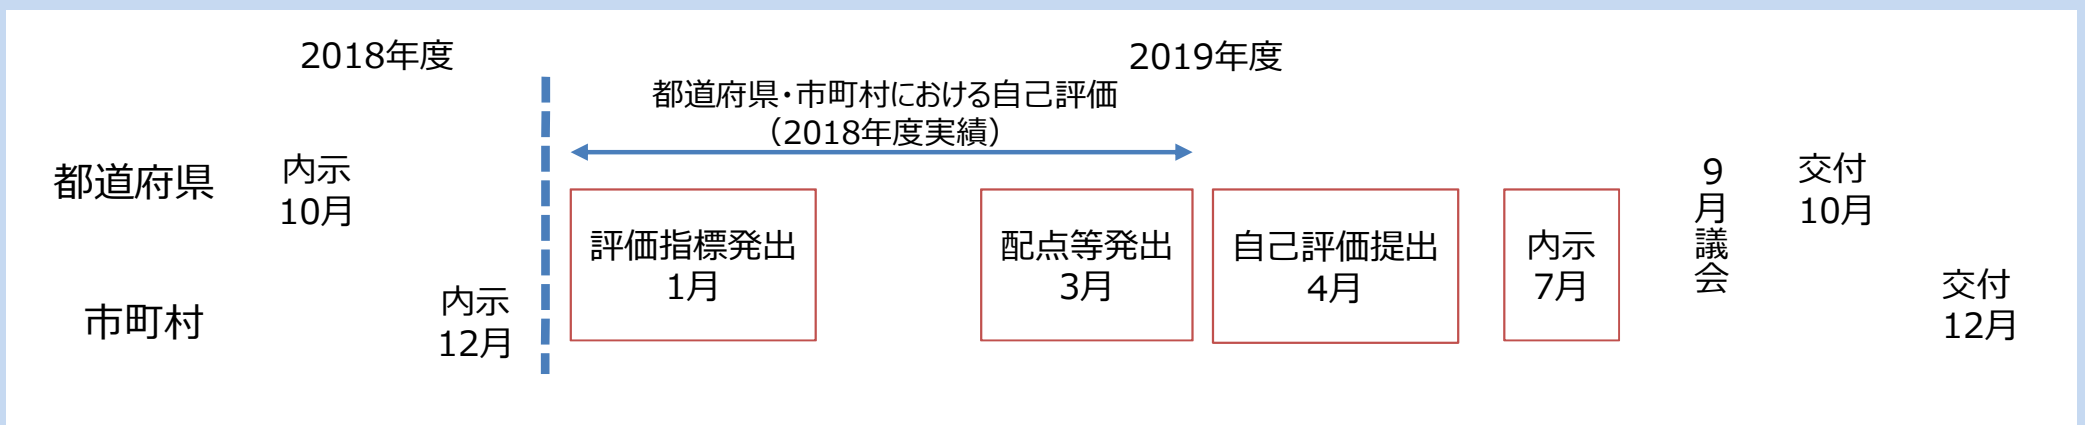 2018年度
2019年度
都道府県・市町村における自己評価
（2018年度実績）
都道府県
内示
10月
市町村
内示
12月
評価指標発出
1月
配点等発出
3月
自己評価提出
4月
内示
7月
9月議会
交付
10月
交付
12月